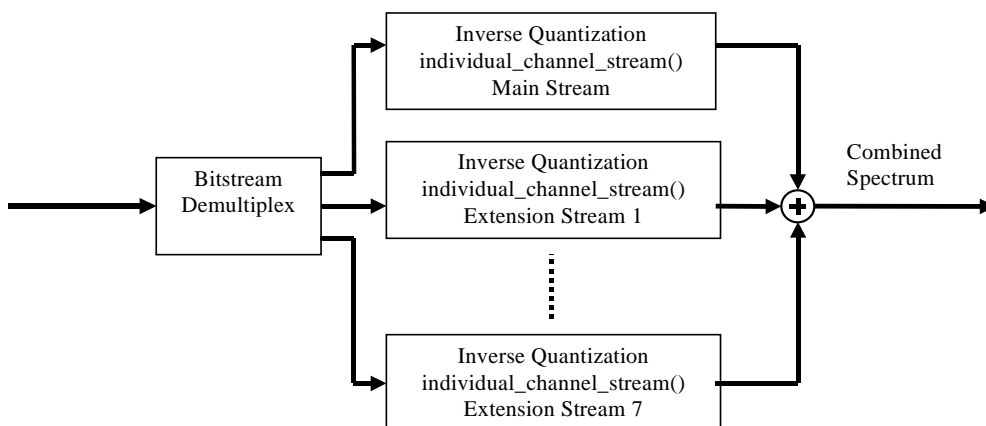 Inverse Quantization
individual_channel_stream()
Main Stream
Bitstream
Demultiplex
Inverse Quantization
individual_channel_stream()
Extension Stream 1
Combined
Spectrum
Inverse Quantization
individual_channel_stream()
Extension Stream 7